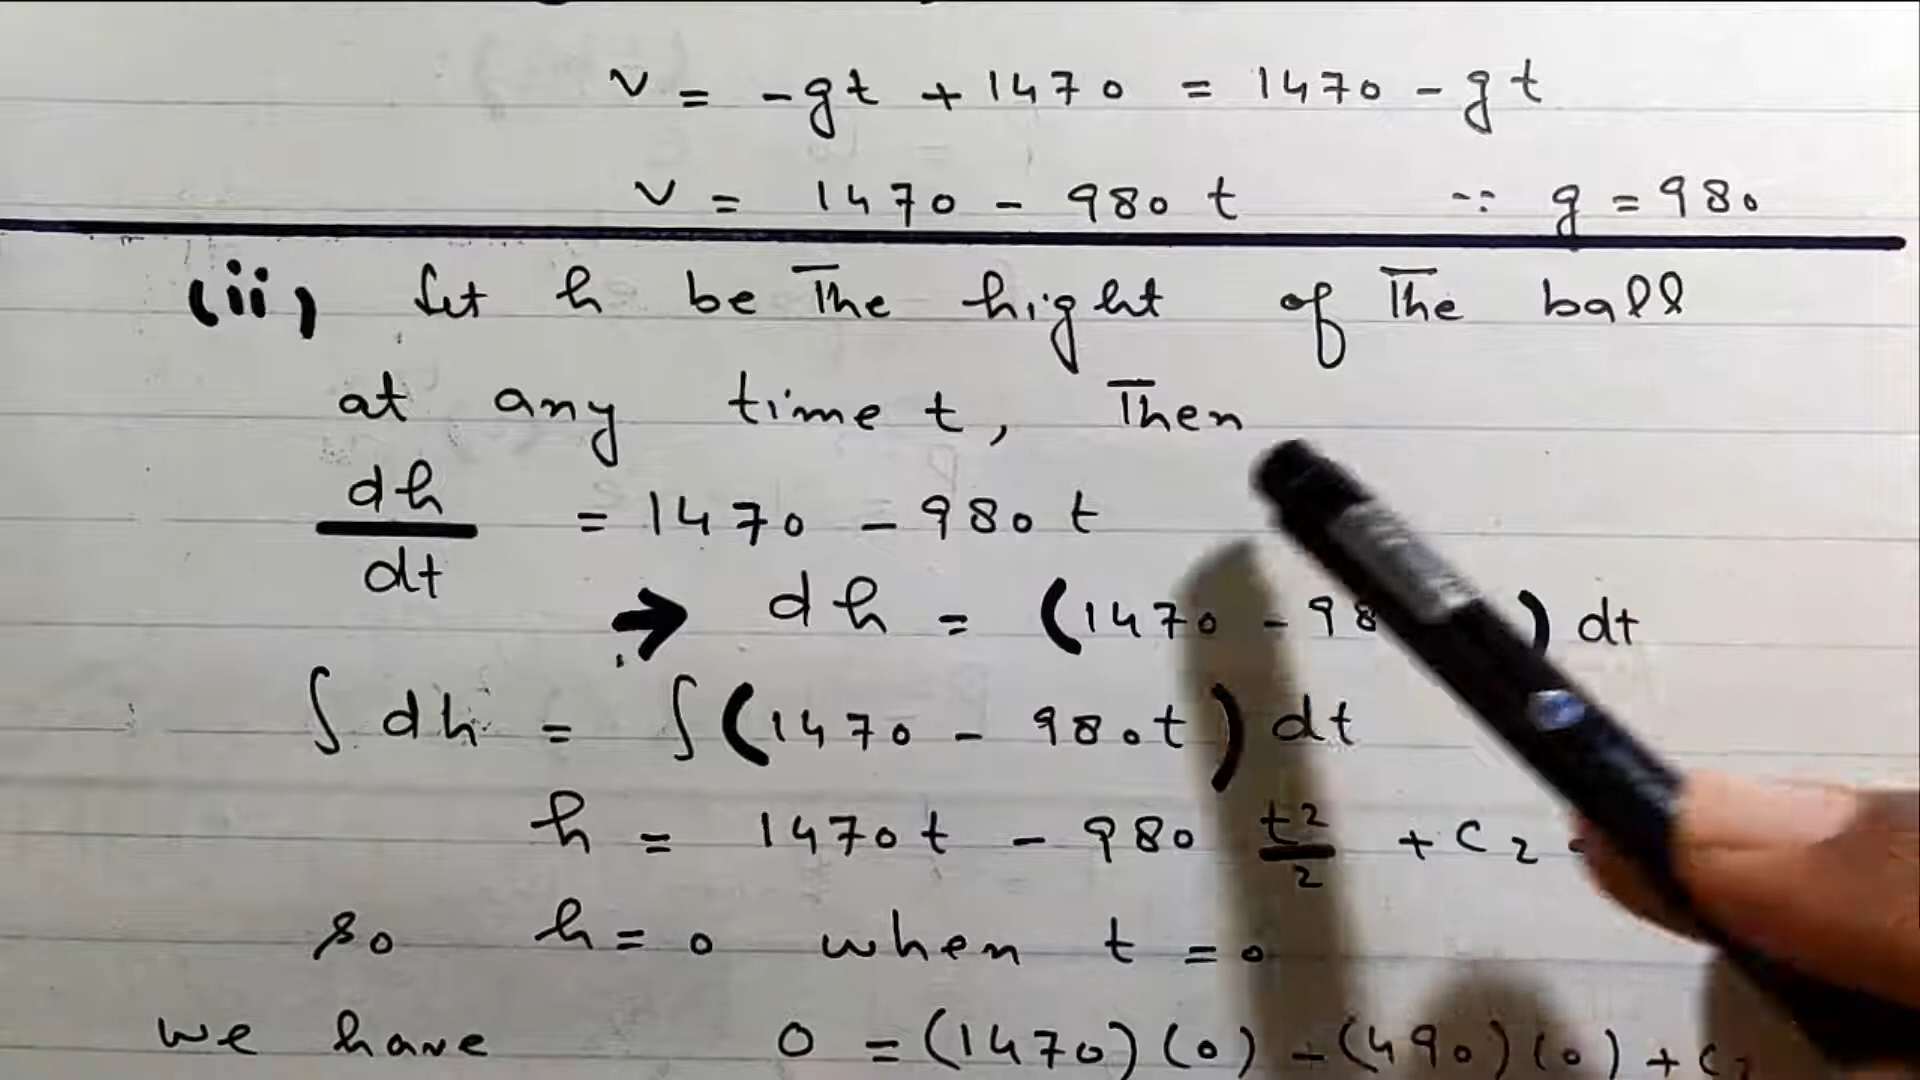 v = -gt + 1470 = 1470 - gt
v = 1470 - 980 t ∵ g = 980
(ii) Let h be The hight of The ball
at any time t, Then
dh/dt = 1470 - 980 t
→ dh = (1470 - 98 ) dt
∫ dh = ∫ (1470 - 980t) dt
h = 1470t - 980 t²/2 + C₂
so h = 0 when t = 0
we have 0 = (1470)(0) - (490)(0) + C₂